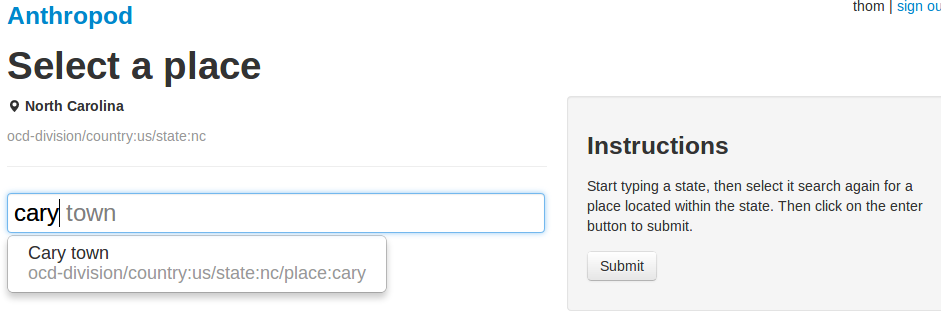 Anthropod
thom | sign ou
Select a place
North Carolina
ocd-division/country:us/state:nc
cary town
Cary town
ocd-division/country:us/state:nc/place:cary
Instructions
Start typing a state, then select it search again for a
place located within the state. Then click on the enter
button to submit.
Submit